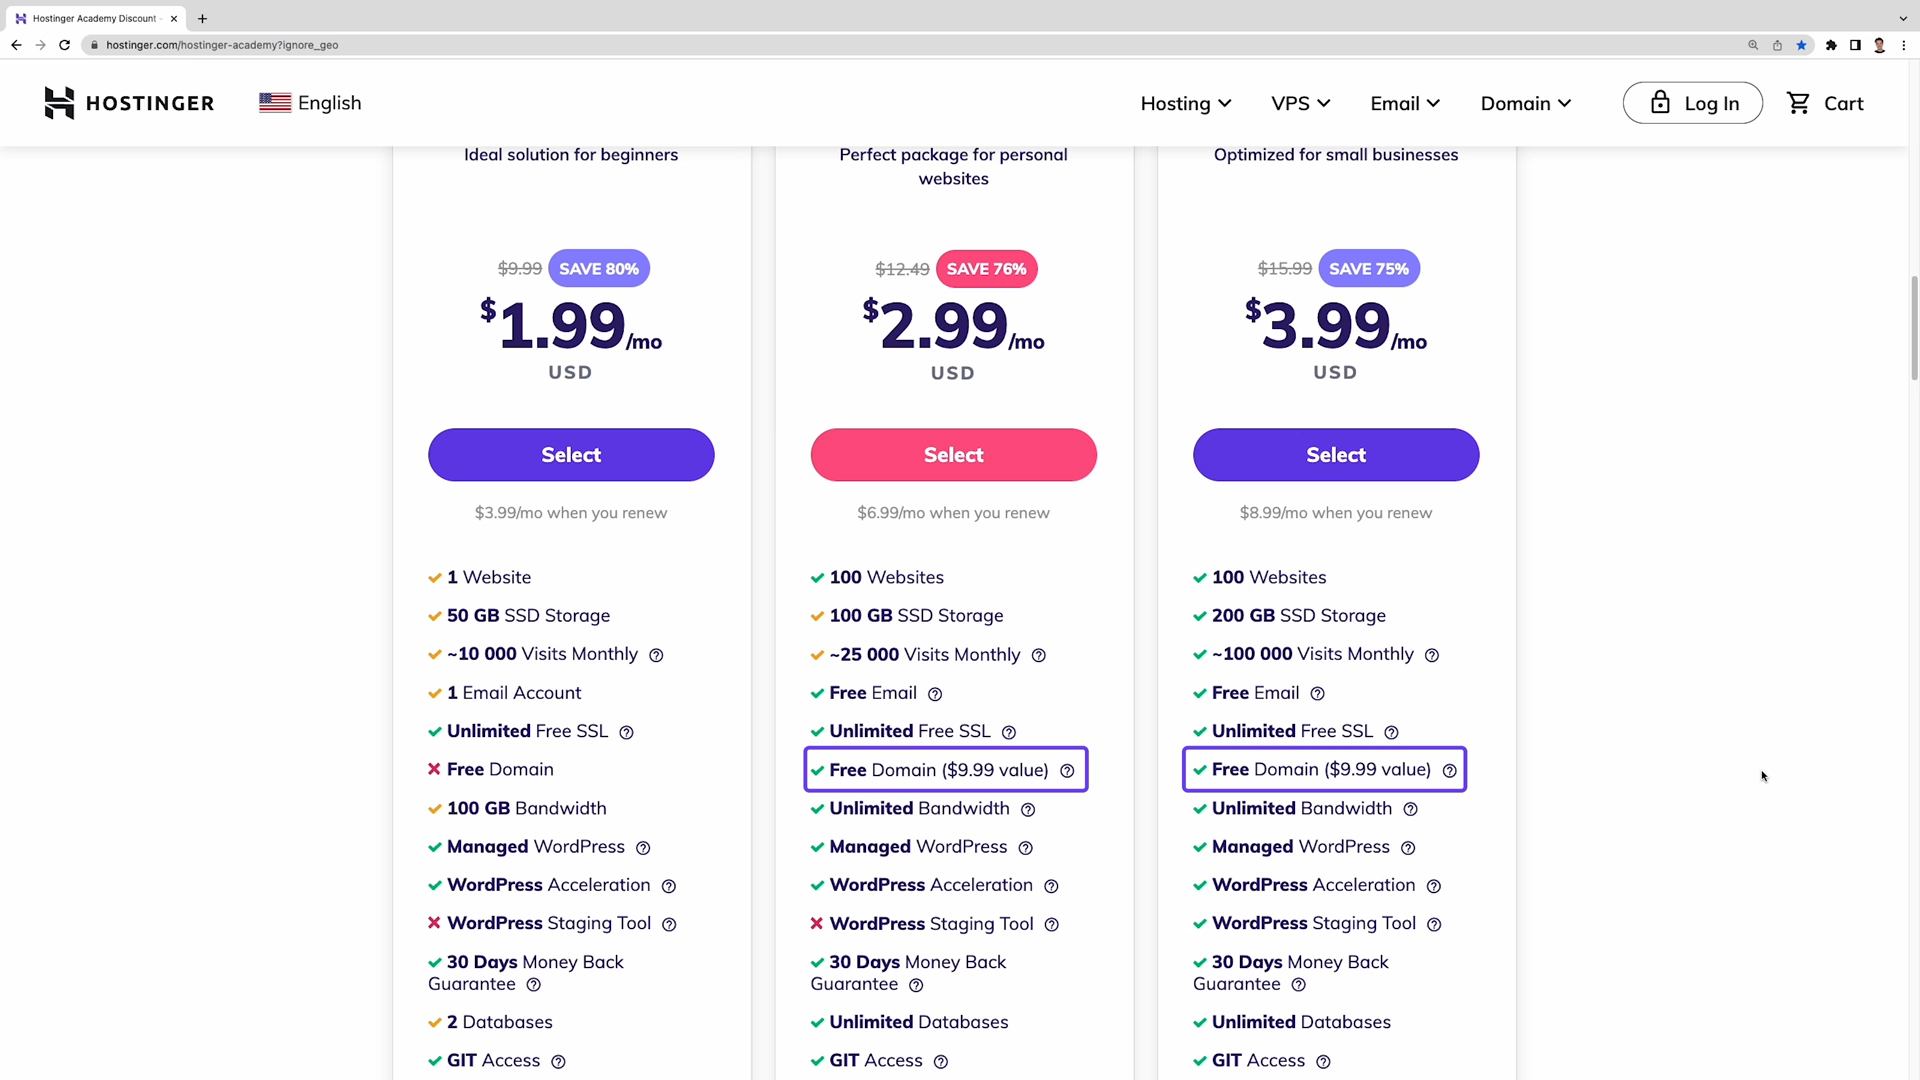 Hostinger Academy Discount
hostinger.com/hostinger-academy?ignore_geo
HOSTINGER
English
Hosting
VPS
Email
Domain
Log In
Cart
Ideal solution for beginners
$9.99 SAVE 80%
$1.99/mo
USD
Select
$3.99/mo when you renew
1 Website
50 GB SSD Storage
~10 000 Visits Monthly
1 Email Account
Unlimited Free SSL
Free Domain
100 GB Bandwidth
Managed WordPress
WordPress Acceleration
WordPress Staging Tool
30 Days Money Back
Guarantee
2 Databases
GIT Access
Perfect package for personal
websites
$12.49 SAVE 76%
$2.99/mo
USD
Select
$6.99/mo when you renew
100 Websites
100 GB SSD Storage
~25 000 Visits Monthly
Free Email
Unlimited Free SSL
Free Domain ($9.99 value)
Unlimited Bandwidth
Managed WordPress
WordPress Acceleration
WordPress Staging Tool
30 Days Money Back
Guarantee
Unlimited Databases
GIT Access
Optimized for small businesses
$15.99 SAVE 75%
$3.99/mo
USD
Select
$8.99/mo when you renew
100 Websites
200 GB SSD Storage
~100 000 Visits Monthly
Free Email
Unlimited Free SSL
Free Domain ($9.99 value)
Unlimited Bandwidth
Managed WordPress
WordPress Acceleration
WordPress Staging Tool
30 Days Money Back
Guarantee
Unlimited Databases
GIT Access